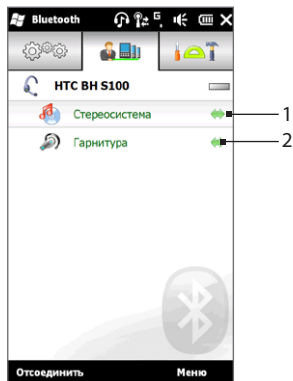 Bluetooth
HTC BH S100
Стереосистема
1
Гарнитура
2
Отсоединить Меню